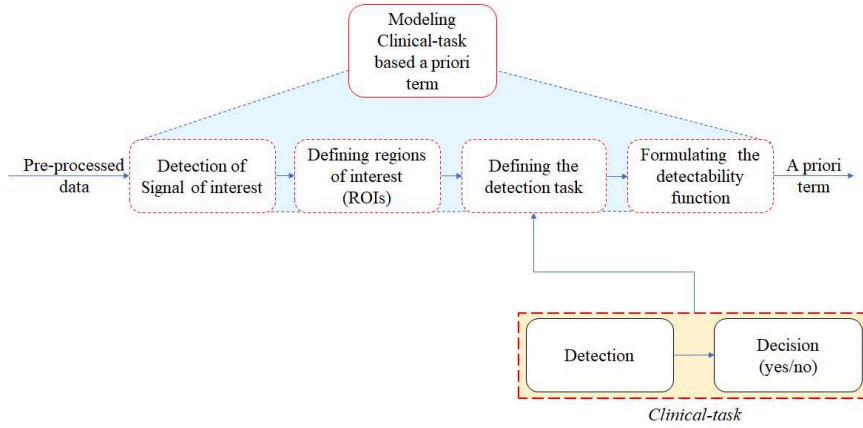 Modeling
Clinical-task
based a priori
term
Pre-processed
data
Detection of
Signal of interest
Defining regions
of interest
(ROIs)
Defining the
detection task
Formulating the
detectability
function
A priori
term
Detection
Decision
(yes/no)
Clinical-task